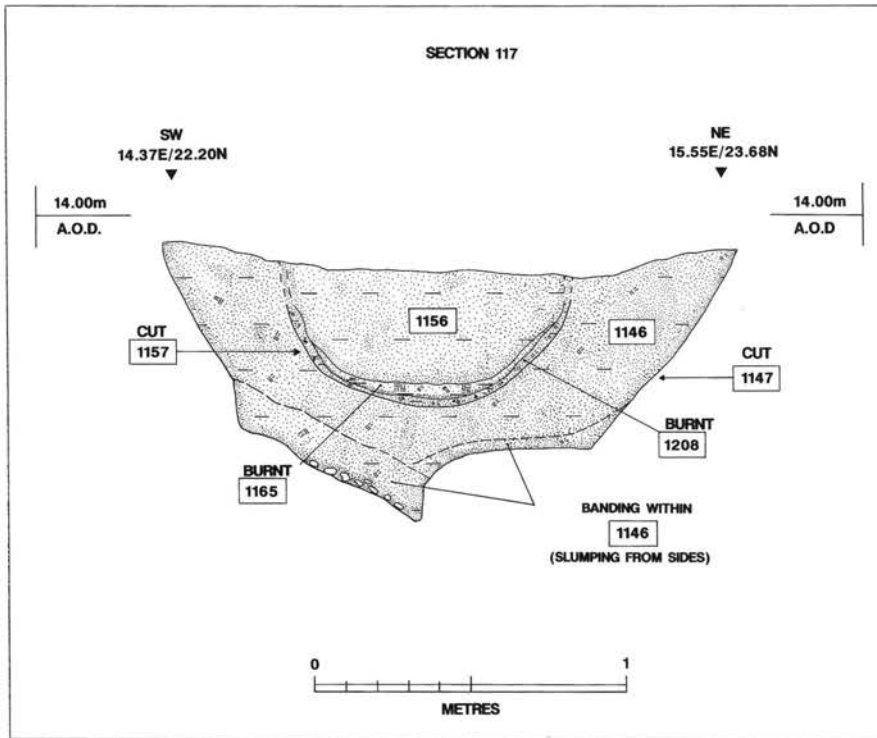 SECTION 117
SW
14.37E/22.20N
NE
15.55E/23.68N
14.00m
A.O.D.
14.00m
A.O.D
1156
1146
CUT
1157
CUT
1147
BURNT
1208
BURNT
1165
BANDING WITHIN
1146
(SLUMPING FROM SIDES)
0
1
METRES